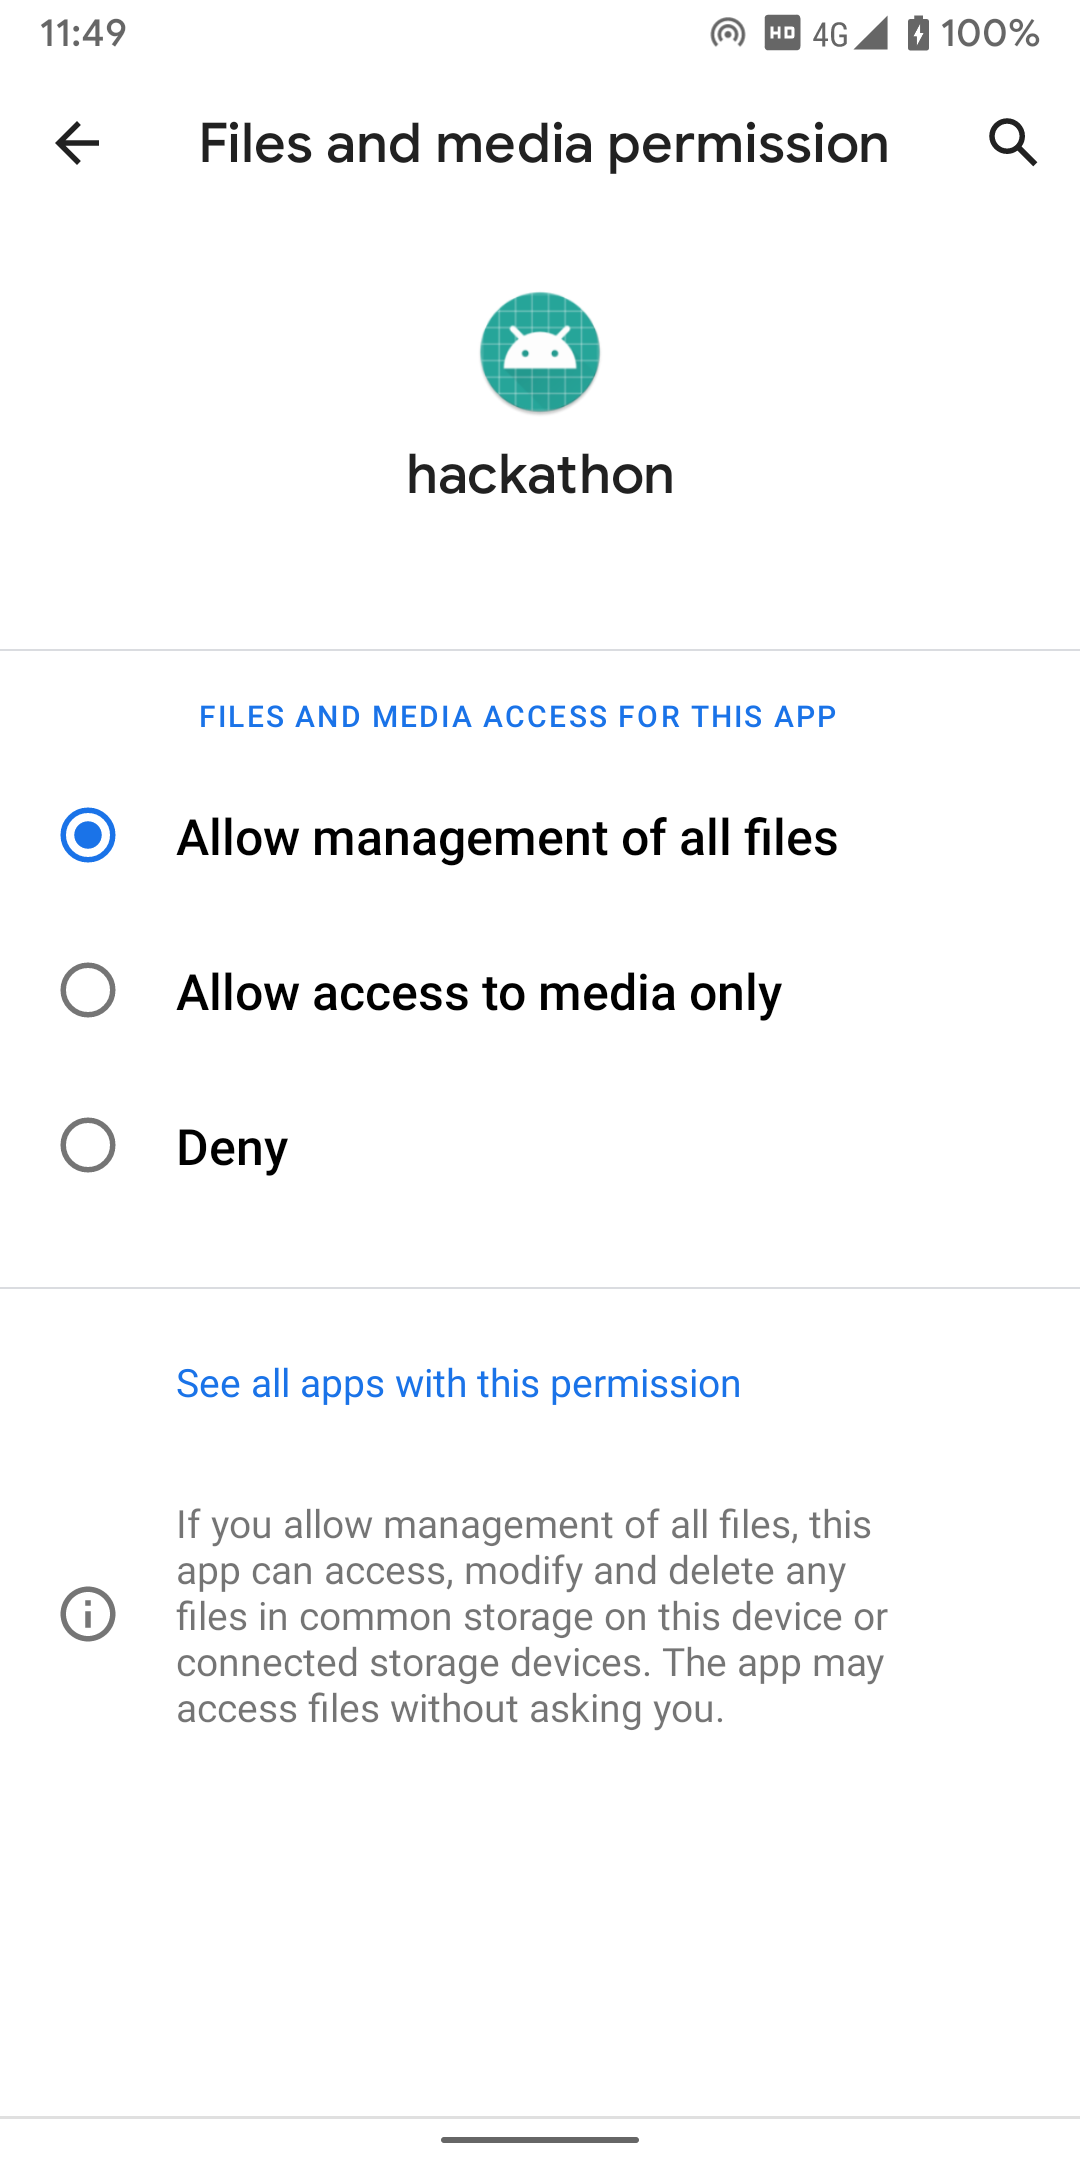 11:49
HD 4G 100%
Files and media permission
hackathon
FILES AND MEDIA ACCESS FOR THIS APP
Allow management of all files
Allow access to media only
Deny
See all apps with this permission
If you allow management of all files, this
app can access, modify and delete any
files in common storage on this device or
connected storage devices. The app may
access files without asking you.